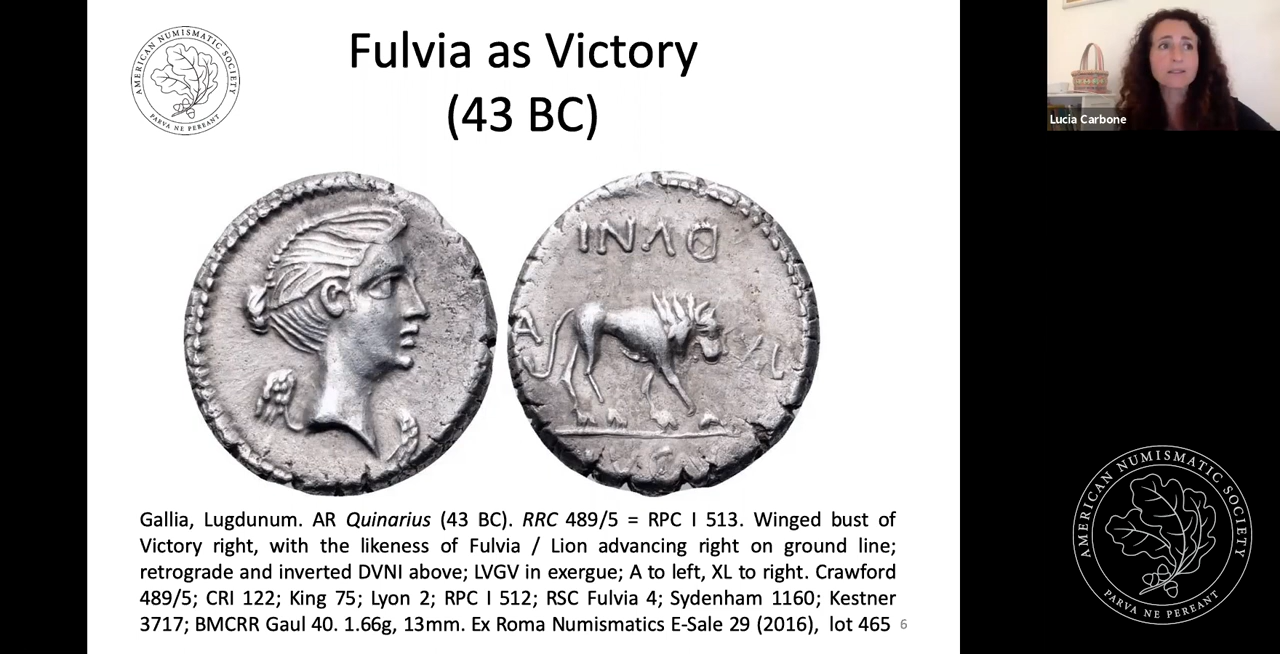 AMERICAN NUMISMATIC SOCIETY
PARVA NE PEREANT
Fulvia as Victory
(43 BC)
Lucia Carbone
INΛD
A
XL
Gallia, Lugdunum. AR Quinarius (43 BC). RRC 489/5 = RPC I 513. Winged bust of
Victory right, with the likeness of Fulvia / Lion advancing right on ground line;
retrograde and inverted DVNI above; LVGV in exergue; A to left, XL to right. Crawford
489/5; CRI 122; King 75; Lyon 2; RPC I 512; RSC Fulvia 4; Sydenham 1160; Kestner
3717; BMCRR Gaul 40. 1.66g, 13mm. Ex Roma Numismatics E-Sale 29 (2016), lot 465
6
AMERICAN NUMISMATIC SOCIETY
PARVA NE PEREANT